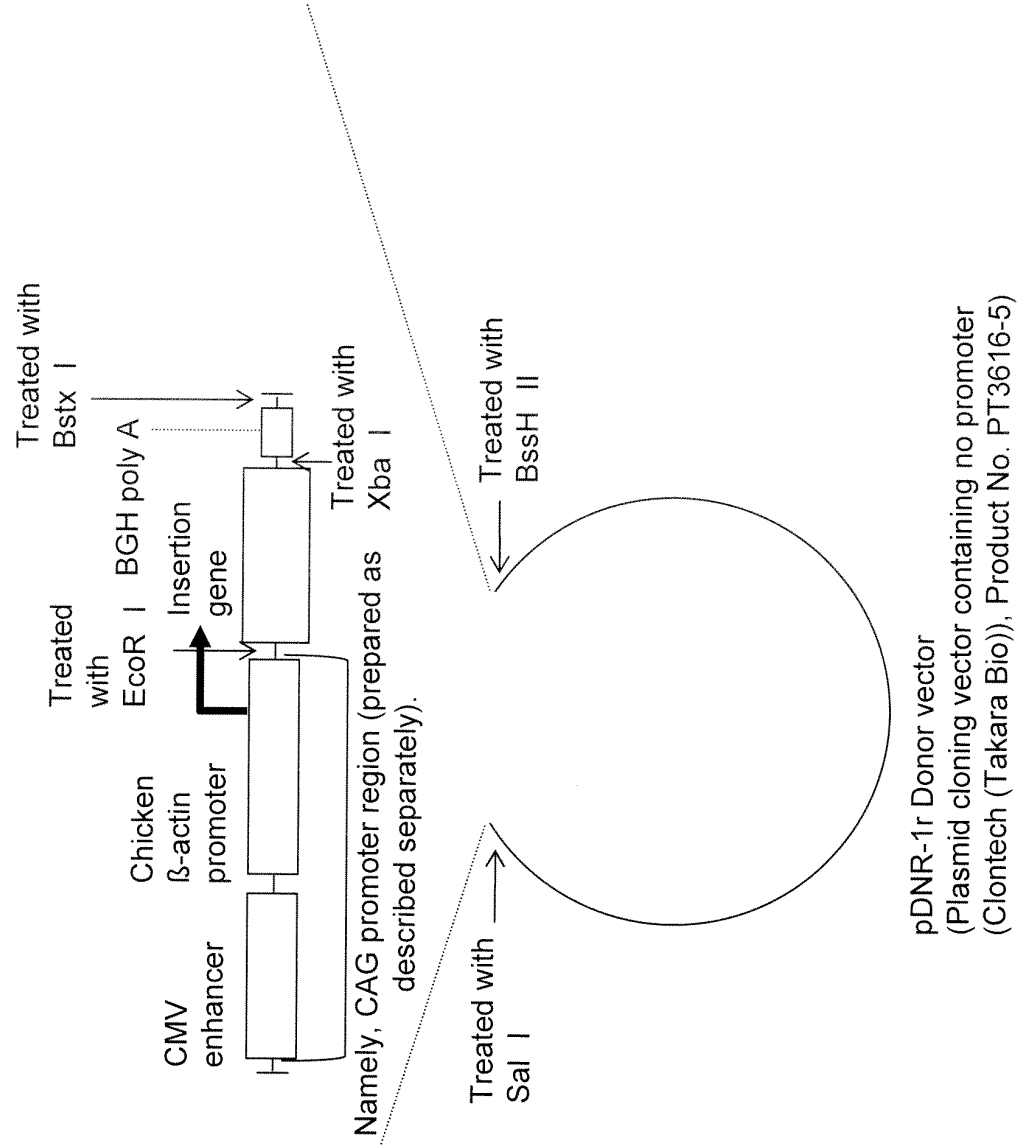 CMV
enhancer
Chicken
ß-actin
promoter
Treated
with
EcoR I
Insertion
gene
BGH poly A
Treated with
Bstx I
Treated with
Xba I
Namely, CAG promoter region (prepared as
described separately).
Treated with
Sal I
Treated with
BssH II
pDNR-1r Donor vector
(Plasmid cloning vector containing no promoter
(Clontech (Takara Bio)), Product No. PT3616-5)